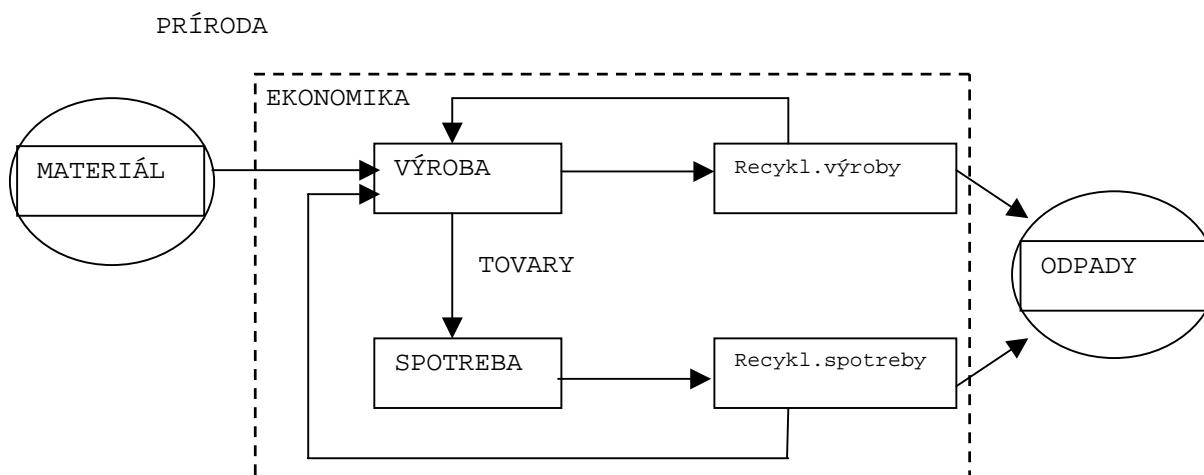 PRÍRODA
EKONOMIKA
MATERIÁL
VÝROBA
Recykl.výroby
TOVARY
ODPADY
SPOTREBA
Recykl.spotreby